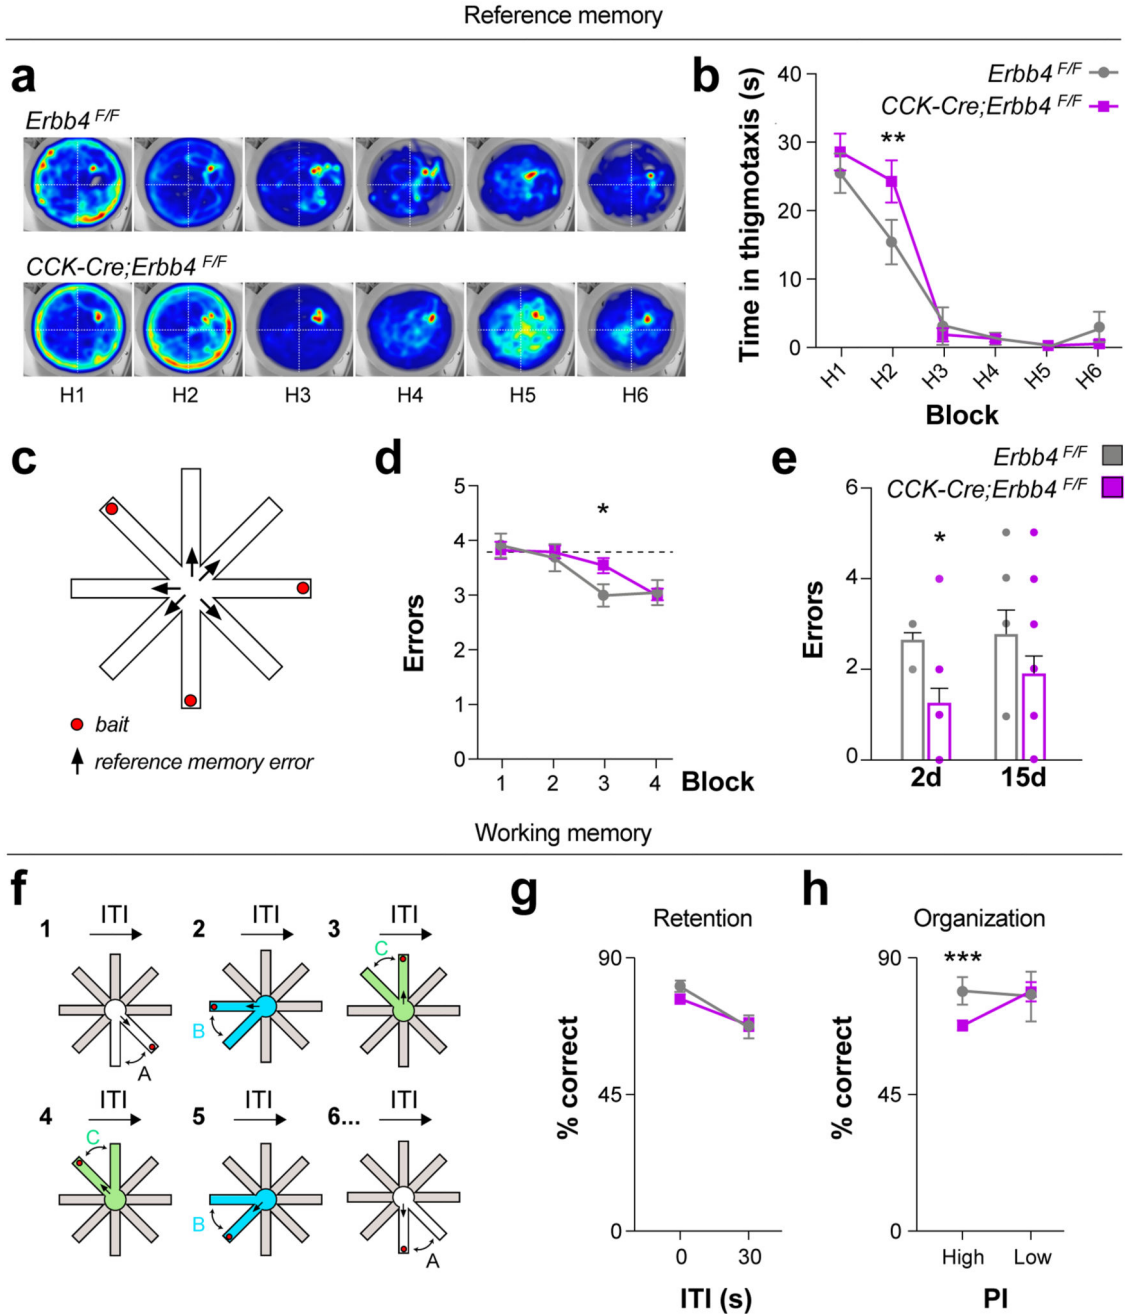 Reference memory
a
Erbb4 F/F
CCK-Cre;Erbb4 F/F
H1 H2 H3 H4 H5 H6
b
Erbb4 F/F
CCK-Cre;Erbb4 F/F
**
Time in thigmotaxis (s)
40
30
20
10
0
H1 H2 H3 H4 H5 H6
Block
c
bait
reference memory error
d
*
Errors
5
4
3
2
1
0
1 2 3 4 Block
e
Erbb4 F/F
CCK-Cre;Erbb4 F/F
*
Errors
6
4
2
0
2d 15d
Working memory
f
1 ITI 2 ITI 3 ITI
A
B
C
4 ITI 5 ITI 6... ITI
C
B
A
g
Retention
% correct
90
45
0
0 30
ITI (s)
h
Organization
***
% correct
90
45
0
High Low
PI